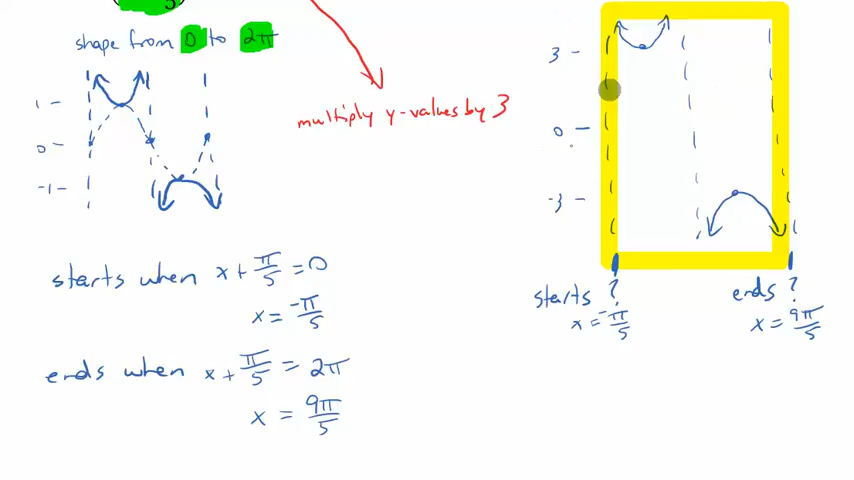 shape from 0 to 2π
1
0
-1
multiply y-values by 3
3
0
-3
starts when x + π/5 = 0
x = -π/5
ends when x + π/5 = 2π
x = 9π/5
starts ?
x = -π/5
ends ?
x = 9π/5